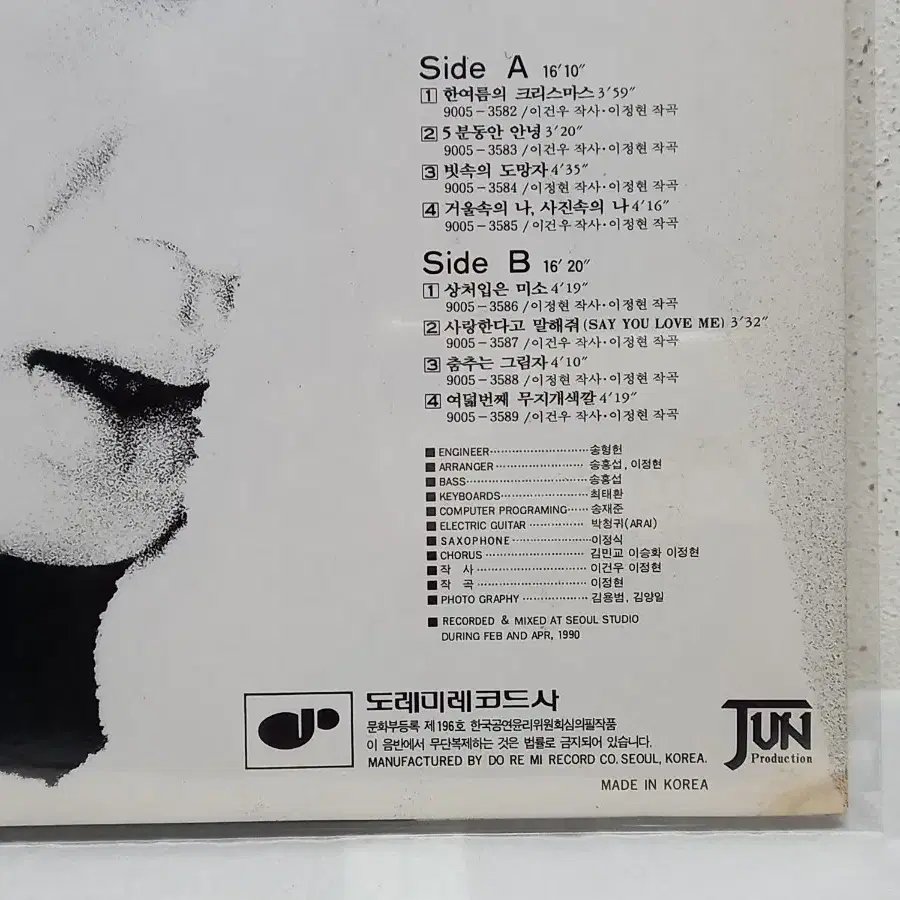 Side A 16′10″
1 한여름의 크리스마스 3′59″
9005-3582 / 이건우 작사·이정현 작곡
2 5분동안 안녕 3′20″
9005-3583 / 이건우 작사·이정현 작곡
3 빗속의 도망자 4′35″
9005-3584 / 이정현 작사·이정현 작곡
4 거울속의 나, 사진속의 나 4′16″
9005-3585 / 이건우 작사·이정현 작곡
Side B 16′20″
1 상처입은 미소 4′19″
9005-3586 / 이정현 작사·이정현 작곡
2 사랑한다고 말해줘 (SAY YOU LOVE ME) 3′32″
9005-3587 / 이건우 작사·이정현 작곡
3 춤추는 그림자 4′10″
9005-3588 / 이정현 작사·이정현 작곡
4 여덟번째 무지개색깔 4′19″
9005-3589 / 이건우 작사·이정현 작곡
■ ENGINEER························송형헌
■ ARRANGER·····················송홍섭, 이정현
■ BASS······························송홍섭
■ KEYBOARDS·····················최태환
■ COMPUTER PROGRAMING······송재준
■ ELECTRIC GUITAR··············박청귀(ARAI)
■ SAXOPHONE·····················이정식
■ CHORUS·························김민교 이승화 이정현
■ 작 사·························이건우 이정현
■ 작 곡·························이정현
■ PHOTO GRAPHY················김용범, 김양일
■ RECORDED & MIXED AT SEOUL STUDIO
DURING FEB AND APR, 1990
도레미레코드사
문화부등록 제196호 한국공연윤리위원회심의필작품
이 음반에서 무단복제하는 것은 법률로 금지되어 있습니다.
MANUFACTURED BY DO RE MI RECORD CO. SEOUL, KOREA.
JUN
Production
MADE IN KOREA